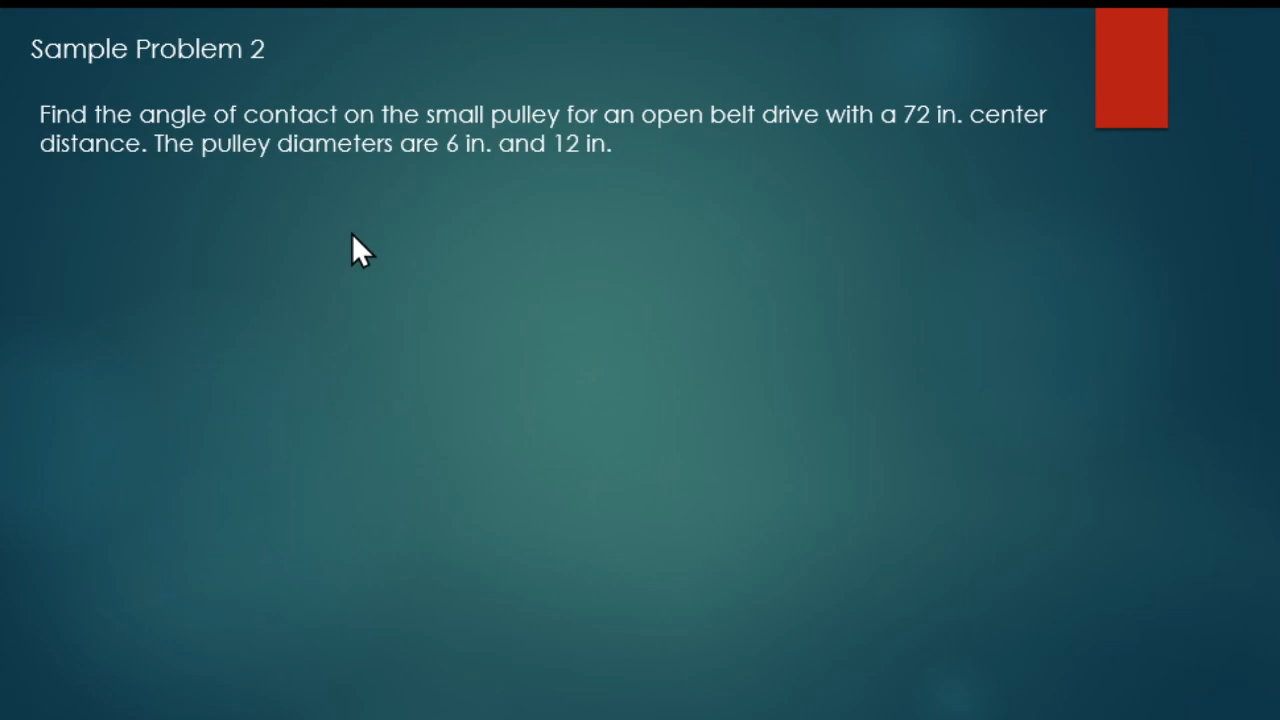 Sample Problem 2
Find the angle of contact on the small pulley for an open belt drive with a 72 in. center
distance. The pulley diameters are 6 in. and 12 in.